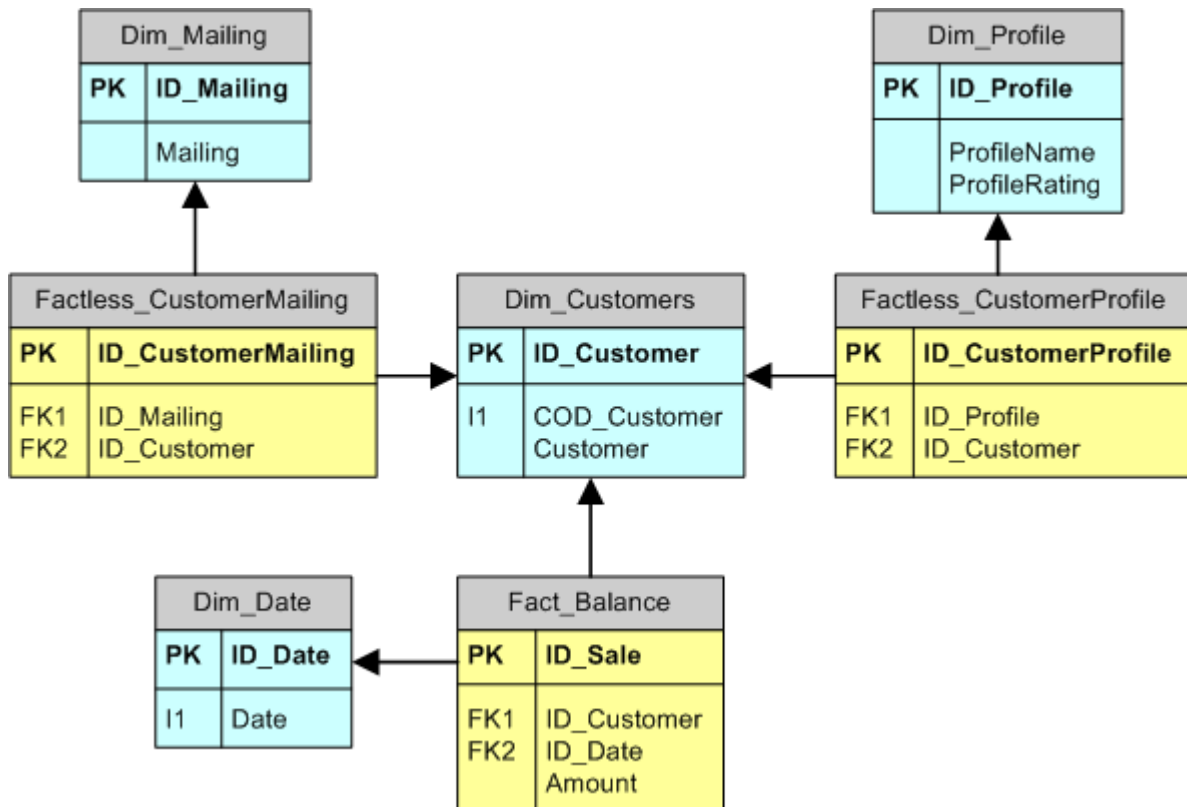 Dim_Mailing
PK ID_Mailing
Mailing
Dim_Profile
PK ID_Profile
ProfileName
ProfileRating
Factless_CustomerMailing
PK ID_CustomerMailing
FK1 ID_Mailing
FK2 ID_Customer
Dim_Customers
PK ID_Customer
I1 COD_Customer
Customer
Factless_CustomerProfile
PK ID_CustomerProfile
FK1 ID_Profile
FK2 ID_Customer
Dim_Date
PK ID_Date
I1 Date
Fact_Balance
PK ID_Sale
FK1 ID_Customer
FK2 ID_Date
Amount